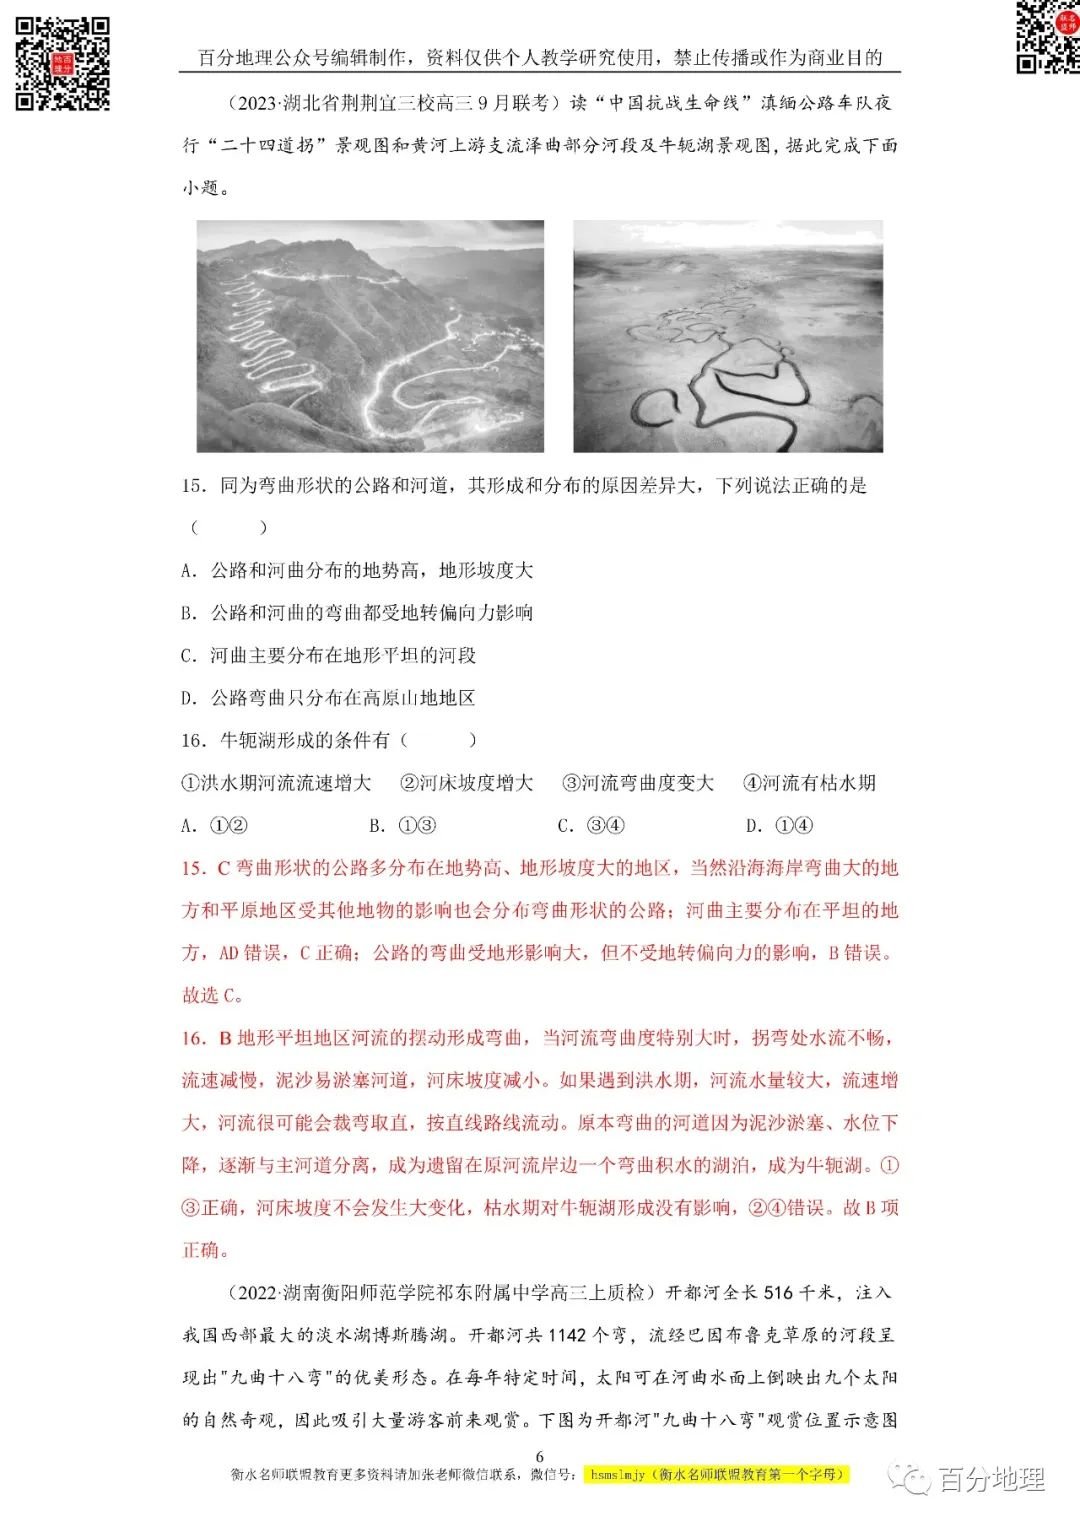 百分地理公众号编辑制作，资料仅供个人教学研究使用，禁止传播或作为商业目的
（2023·湖北省荆荆宜三校高三 9 月联考）读“中国抗战生命线”滇缅公路车队夜
行“二十四道拐”景观图和黄河上游支流泽曲部分河段及牛轭湖景观图，据此完成下面
小题。
15．同为弯曲形状的公路和河道，其形成和分布的原因差异大，下列说法正确的是
（　　）
A．公路和河曲分布的地势高，地形坡度大
B．公路和河曲的弯曲都受地转偏向力影响
C．河曲主要分布在地形平坦的河段
D．公路弯曲只分布在高原山地地区
16．牛轭湖形成的条件有（　　）
①洪水期河流流速增大　②河床坡度增大　③河流弯曲度变大　④河流有枯水期
A．①②　B．①③　C．③④　D．①④
15．C 弯曲形状的公路多分布在地势高、地形坡度大的地区，当然沿海海岸弯曲大的地
方和平原地区受其他地物的影响也会分布弯曲形状的公路；河曲主要分布在平坦的地
方，AD 错误，C 正确；公路的弯曲受地形影响大，但不受地转偏向力的影响，B 错误。
故选 C。
16．B 地形平坦地区河流的摆动形成弯曲，当河流弯曲度特别大时，拐弯处水流不畅，
流速减慢，泥沙易淤塞河道，河床坡度减小。如果遇到洪水期，河流水量较大，流速增
大，河流很可能会裁弯取直，按直线路线流动。原本弯曲的河道因为泥沙淤塞、水位下
降，逐渐与主河道分离，成为遗留在原河流岸边一个弯曲积水的湖泊，成为牛轭湖。①
③正确，河床坡度不会发生大变化，枯水期对牛轭湖形成没有影响，②④错误。故 B 项
正确。
（2022·湖南衡阳师范学院祁东附属中学高三上质检）开都河全长 516 千米，注入
我国西部最大的淡水湖博斯腾湖。开都河共 1142 个弯，流经巴因布鲁克草原的河段呈
现出"九曲十八弯"的优美形态。在每年特定时间，太阳可在河曲水面上倒映出九个太阳
的自然奇观，因此吸引大量游客前来观赏。下图为开都河"九曲十八弯"观赏位置示意图
6
衡水名师联盟教育更多资料请加张老师微信联系，微信号： hsmslmjy（衡水名师联盟教育第一个字母）
百分地理